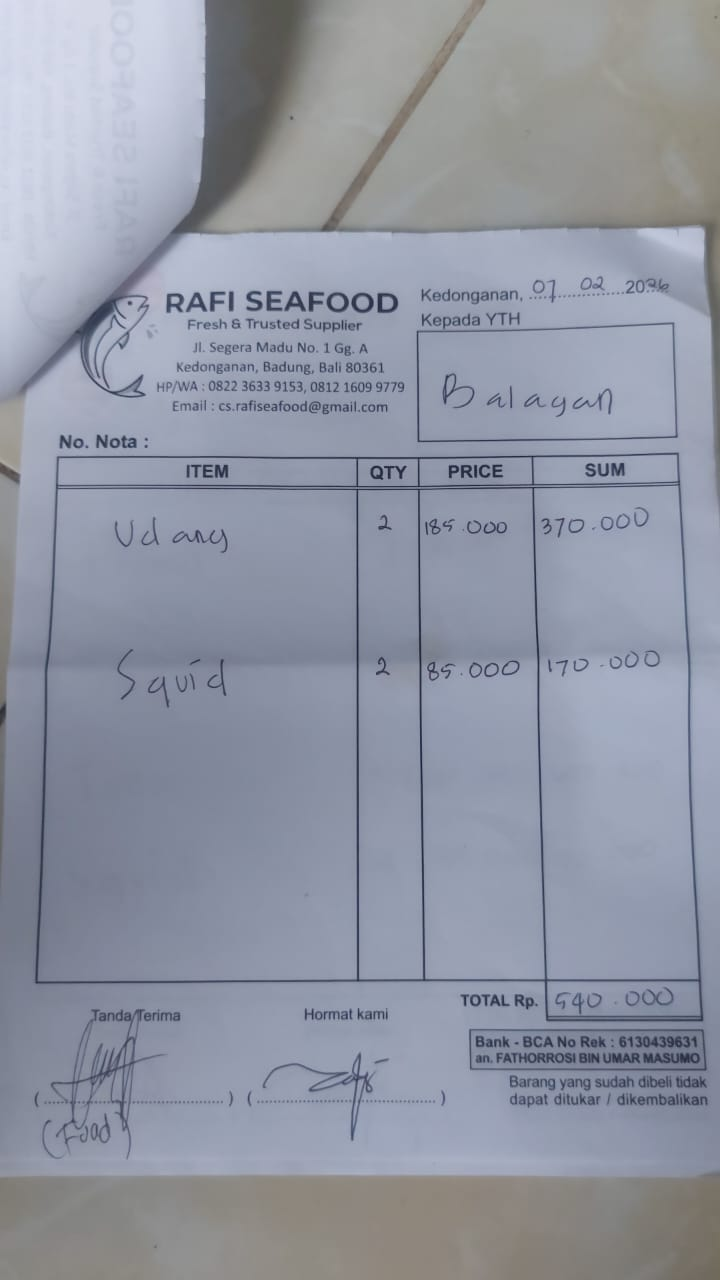 RAFI SEAFOOD
Fresh & Trusted Supplier
Jl. Segera Madu No. 1 Gg. A
Kedonganan, Badung, Bali 80361
HP/WA : 0822 3633 9153, 0812 1609 9779
Email : cs.rafiseafood@gmail.com
Kedonganan, 07 02 2026
Kepada YTH
Balayan
No. Nota :
ITEM QTY PRICE SUM
Udang 2 185.000 370.000
Squid 2 85.000 170.000
TOTAL Rp. 540.000
Tanda Terima Hormat kami
Bank - BCA No Rek : 6130439631
an. FATHORROSI BIN UMAR MASUMO
Barang yang sudah dibeli tidak
dapat ditukar / dikembalikan
(Fuad)